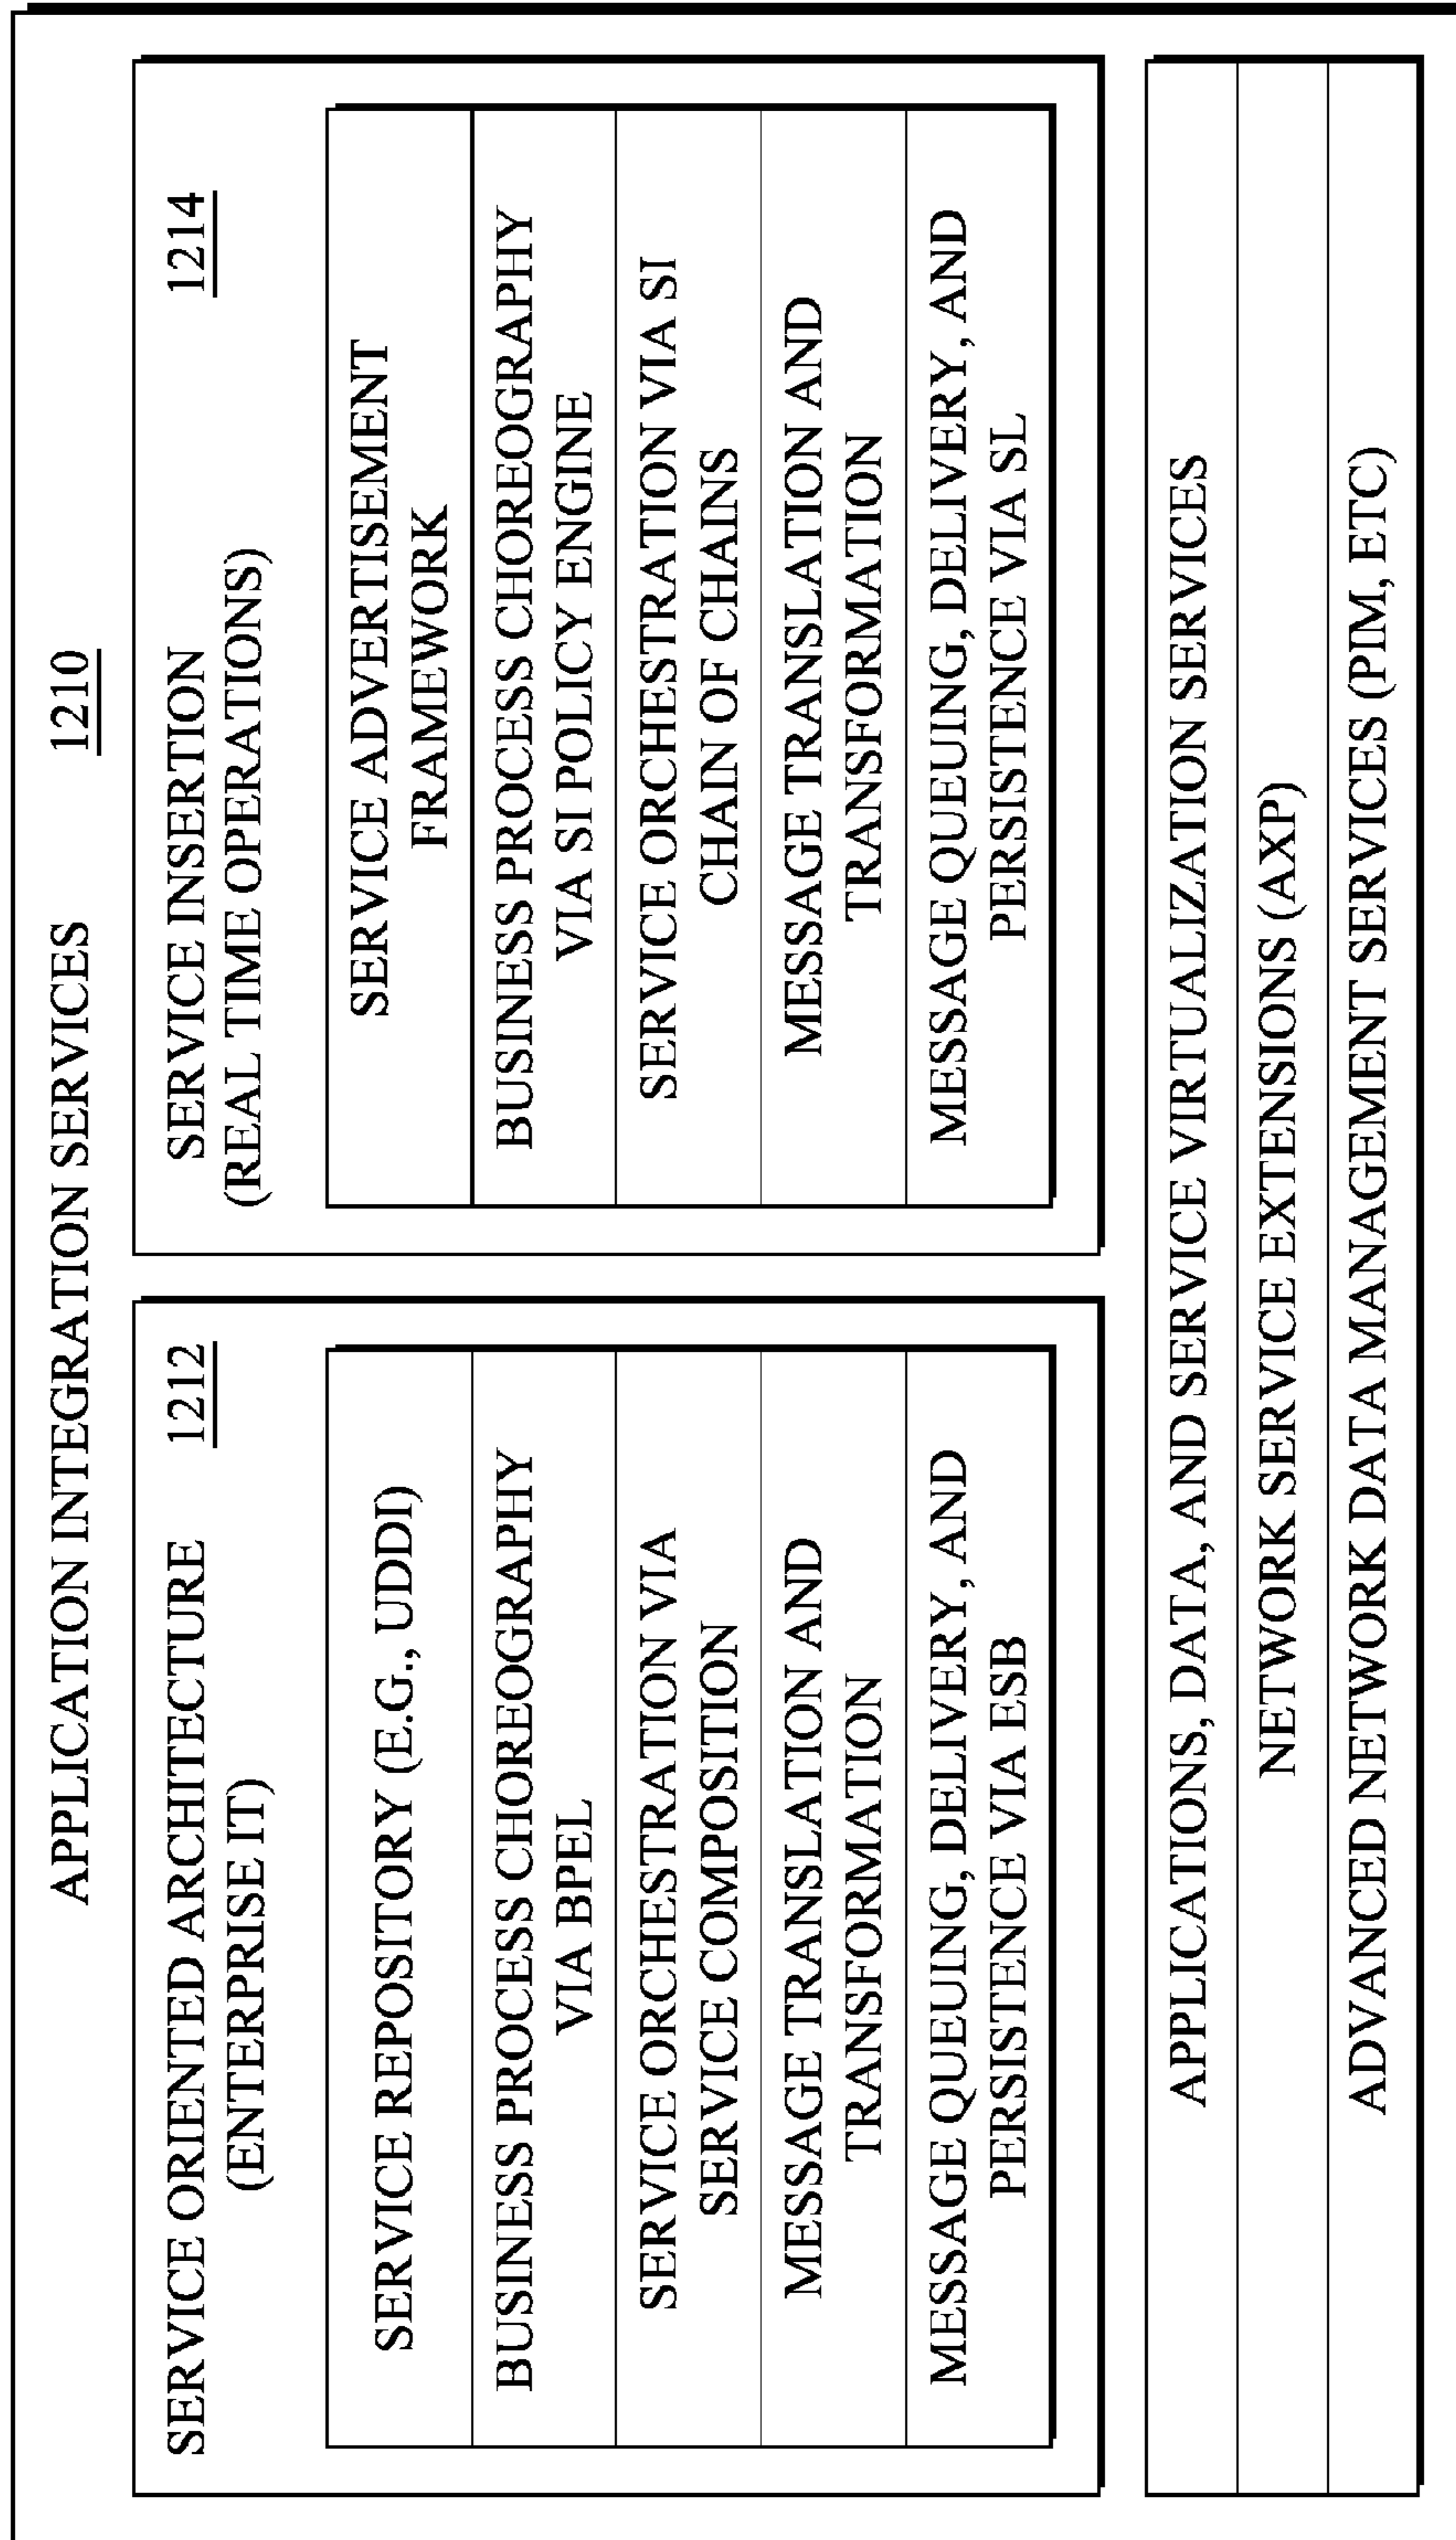 APPLICATION INTEGRATION SERVICES 1210
SERVICE ORIENTED ARCHITECTURE 1212
(ENTERPRISE IT)
SERVICE REPOSITORY (E.G., UDDI)
BUSINESS PROCESS CHOREOGRAPHY
VIA BPEL
SERVICE ORCHESTRATION VIA
SERVICE COMPOSITION
MESSAGE TRANSLATION AND
TRANSFORMATION
MESSAGE QUEUING, DELIVERY, AND
PERSISTENCE VIA ESB
SERVICE INSERTION 1214
(REAL TIME OPERATIONS)
SERVICE ADVERTISEMENT
FRAMEWORK
BUSINESS PROCESS CHOREOGRAPHY
VIA SI POLICY ENGINE
SERVICE ORCHESTRATION VIA SI
CHAIN OF CHAINS
MESSAGE TRANSLATION AND
TRANSFORMATION
MESSAGE QUEUING, DELIVERY, AND
PERSISTENCE VIA SL
APPLICATIONS, DATA, AND SERVICE VIRTUALIZATION SERVICES
NETWORK SERVICE EXTENSIONS (AXP)
ADVANCED NETWORK DATA MANAGEMENT SERVICES (PIM, ETC)